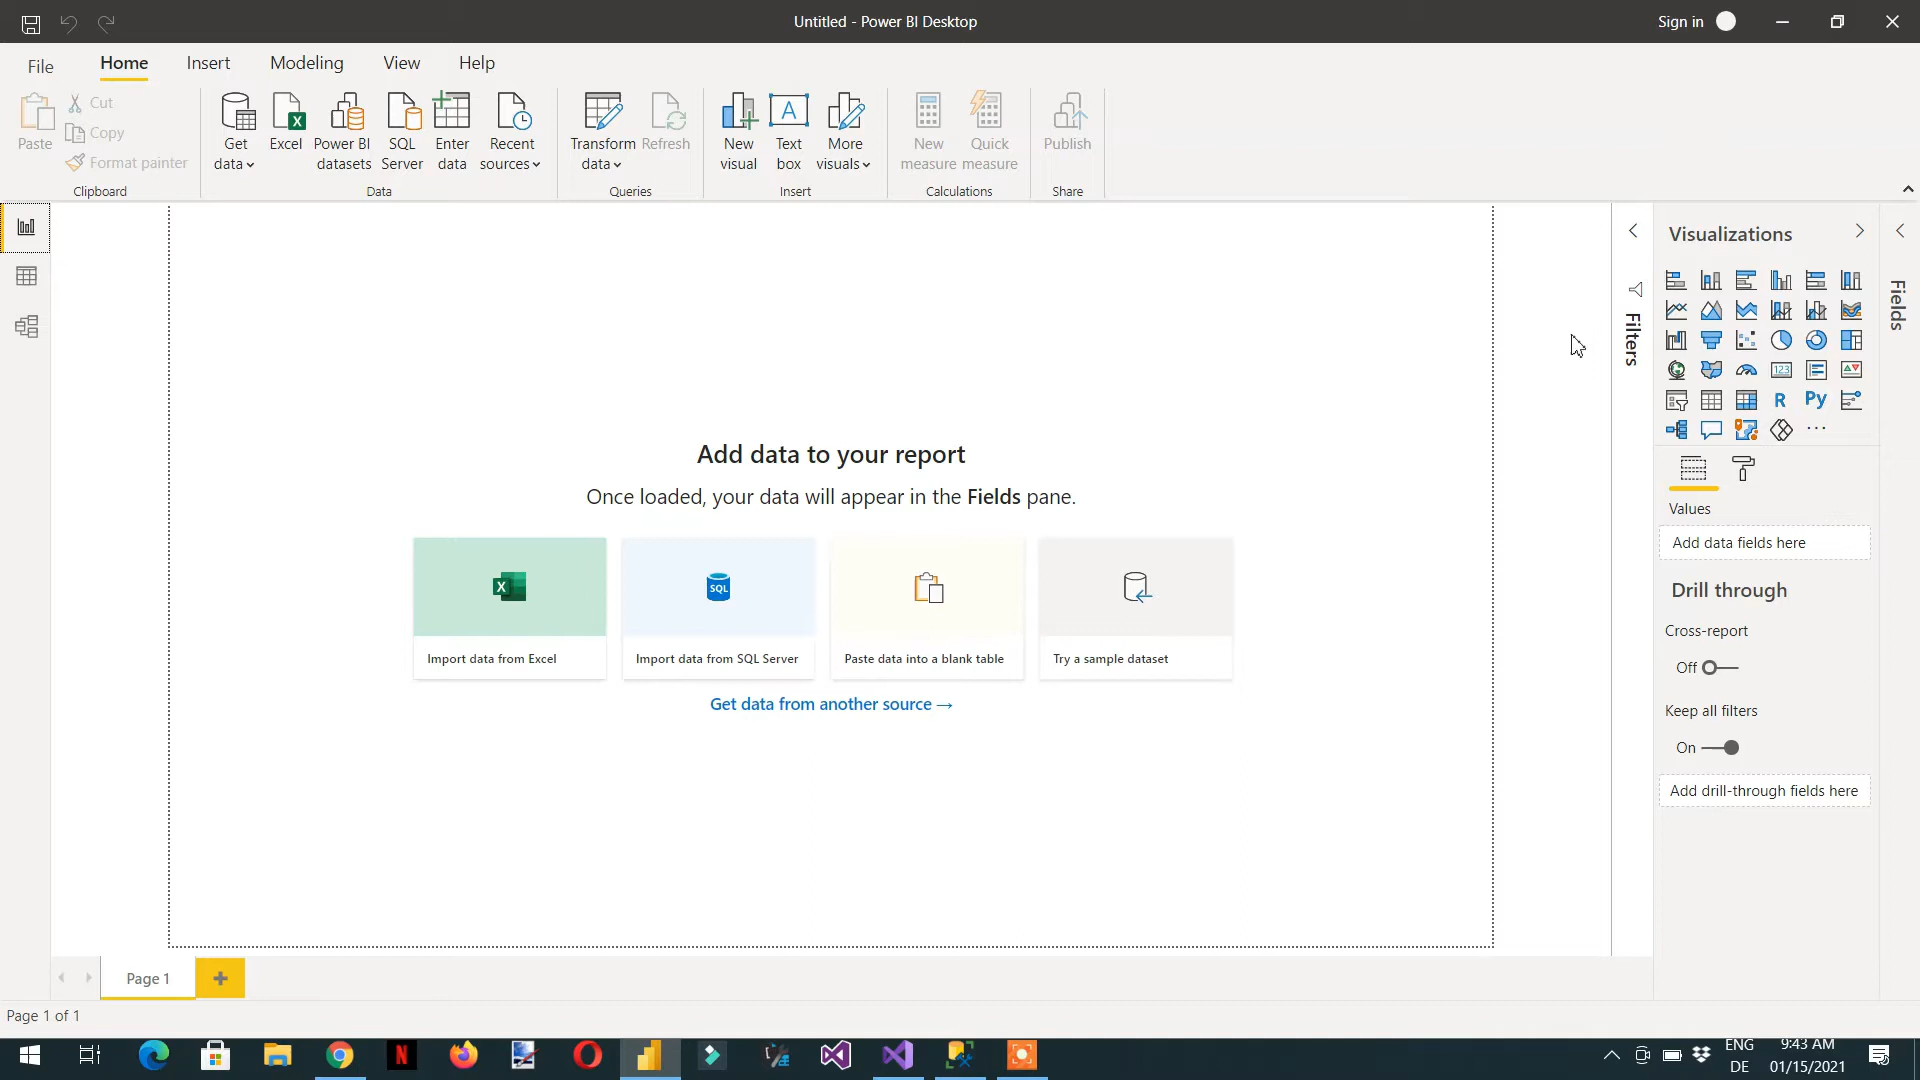 Untitled - Power BI Desktop
Sign in
File
Home
Insert
Modeling
View
Help
Paste
Cut
Copy
Format painter
Clipboard
Get
data
Excel
Power BI
datasets
SQL
Server
Enter
data
Recent
sources
Data
Transform
data
Refresh
Queries
New
visual
Text
box
More
visuals
Insert
New
measure
Quick
measure
Calculations
Publish
Share
Add data to your report
Once loaded, your data will appear in the Fields pane.
SQL
Import data from Excel
Import data from SQL Server
Paste data into a blank table
Try a sample dataset
Get data from another source →
Filters
Visualizations
123
R
Py
...
Values
Add data fields here
Drill through
Cross-report
Off
Keep all filters
On
Add drill-through fields here
Fields
Page 1
Page 1 of 1
ENG
DE
9:43 AM
01/15/2021